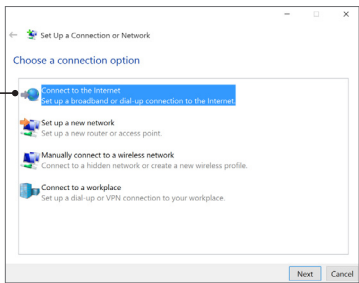 Set Up a Connection or Network
Choose a connection option
Connect to the Internet
Set up a broadband or dial-up connection to the Internet.
Set up a new network
Set up a new router or access point.
Manually connect to a wireless network
Connect to a hidden network or create a new wireless profile.
Connect to a workplace
Set up a dial-up or VPN connection to your workplace.
Next Cancel